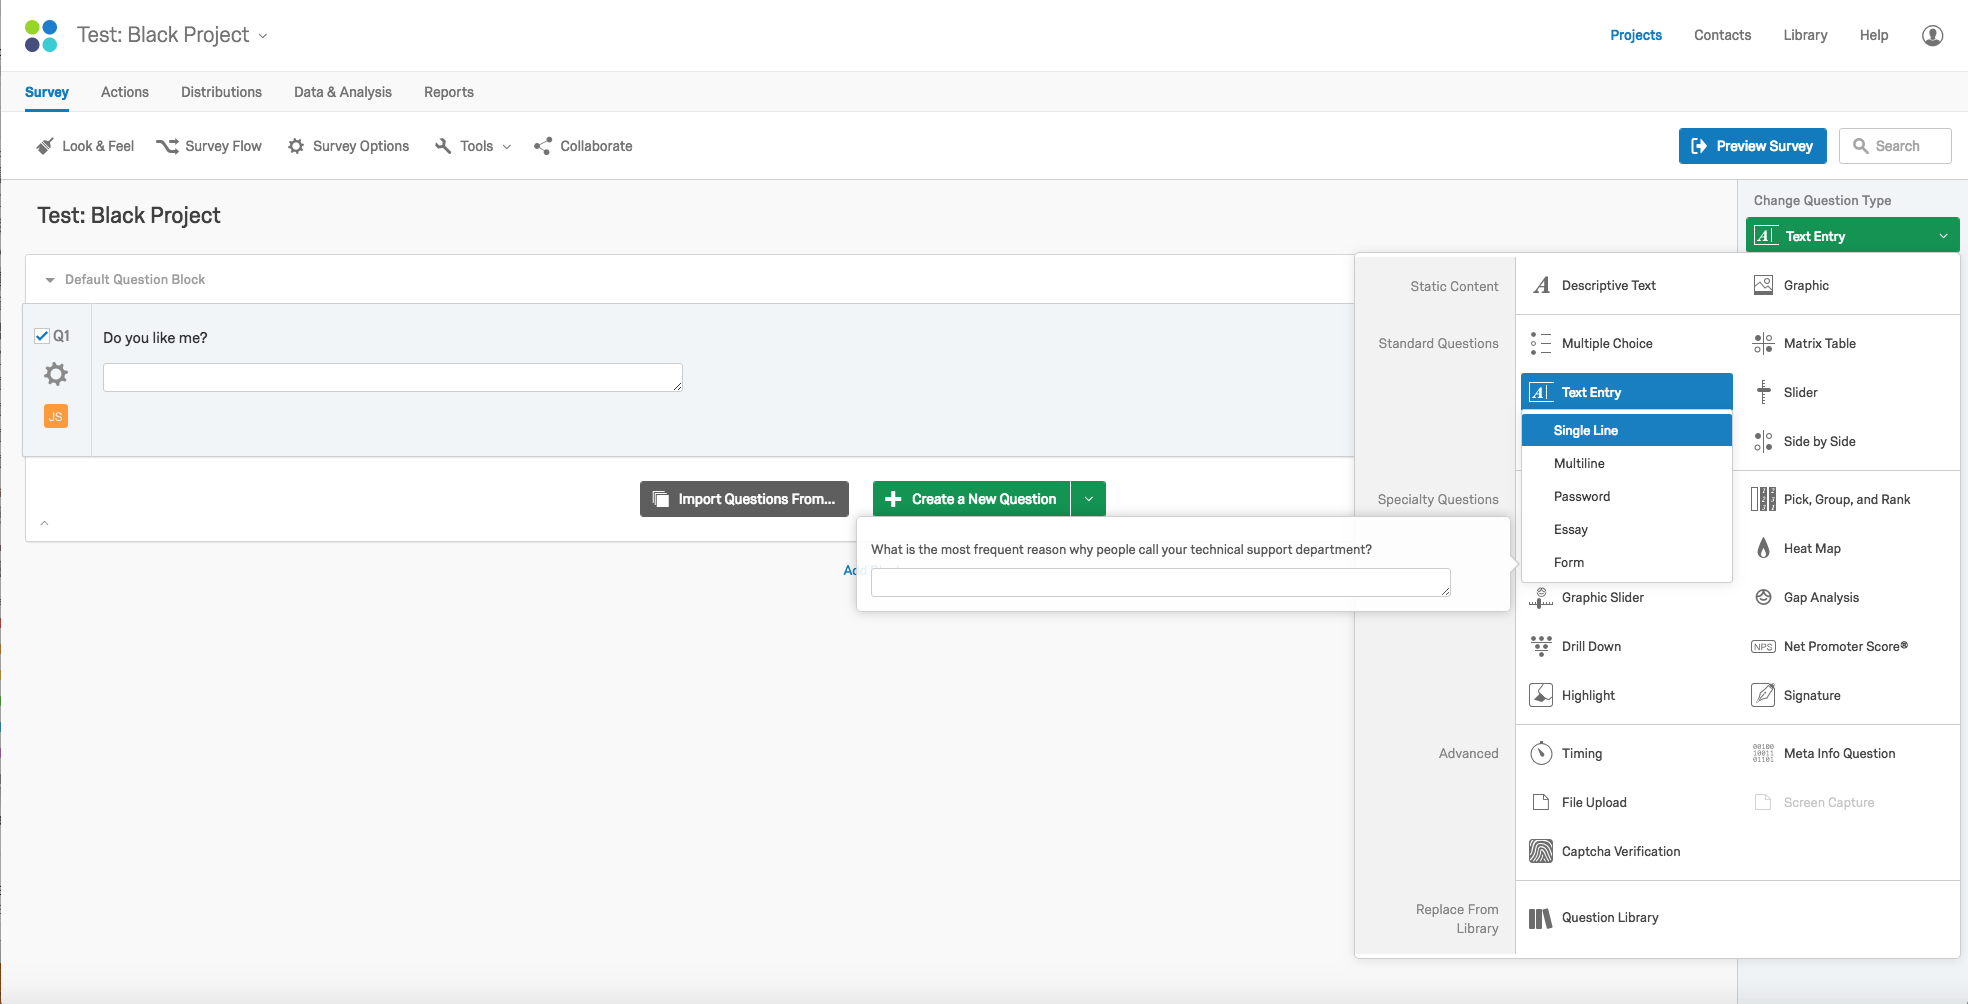 Test: Black Project
Projects
Contacts
Library
Help
Survey
Actions
Distributions
Data & Analysis
Reports
Look & Feel
Survey Flow
Survey Options
Tools
Collaborate
Preview Survey
Search
Test: Black Project
Change Question Type
Text Entry
Default Question Block
Q1
Do you like me?
JS
Import Questions From...
Create a New Question
What is the most frequent reason why people call your technical support department?
Static Content
Descriptive Text
Graphic
Standard Questions
Multiple Choice
Matrix Table
Text Entry
Slider
Single Line
Side by Side
Multiline
Password
Essay
Form
Specialty Questions
Pick, Group, and Rank
Heat Map
Graphic Slider
Gap Analysis
Drill Down
NPS
Net Promoter Score®
Highlight
Signature
Advanced
Timing
00100
10011
01101
Meta Info Question
File Upload
Screen Capture
Captcha Verification
Replace From
Library
Question Library